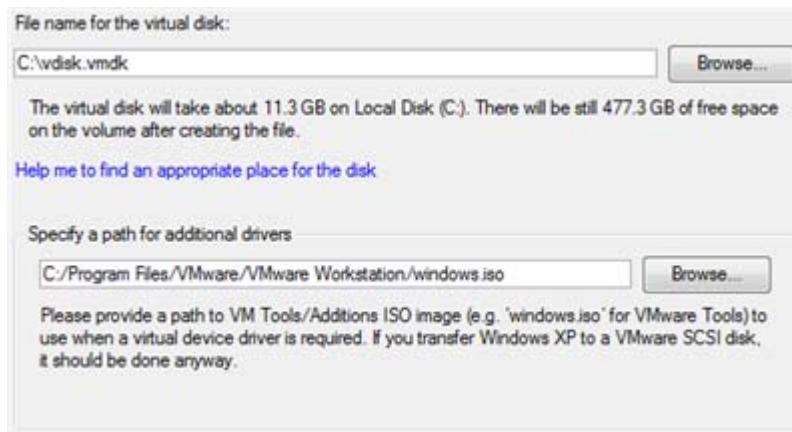 File name for the virtual disk:
C:\vdisk.vmdk
Browse...
The virtual disk will take about 11.3 GB on Local Disk (C:). There will be still 477.3 GB of free space
on the volume after creating the file.
Help me to find an appropriate place for the disk
Specify a path for additional drivers
C:/Program Files/VMware/VMware Workstation/windows.iso
Browse...
Please provide a path to VM Tools/Additions ISO image (e.g. 'windows.iso' for VMware Tools) to
use when a virtual device driver is required. If you transfer Windows XP to a VMware SCSI disk,
it should be done anyway.